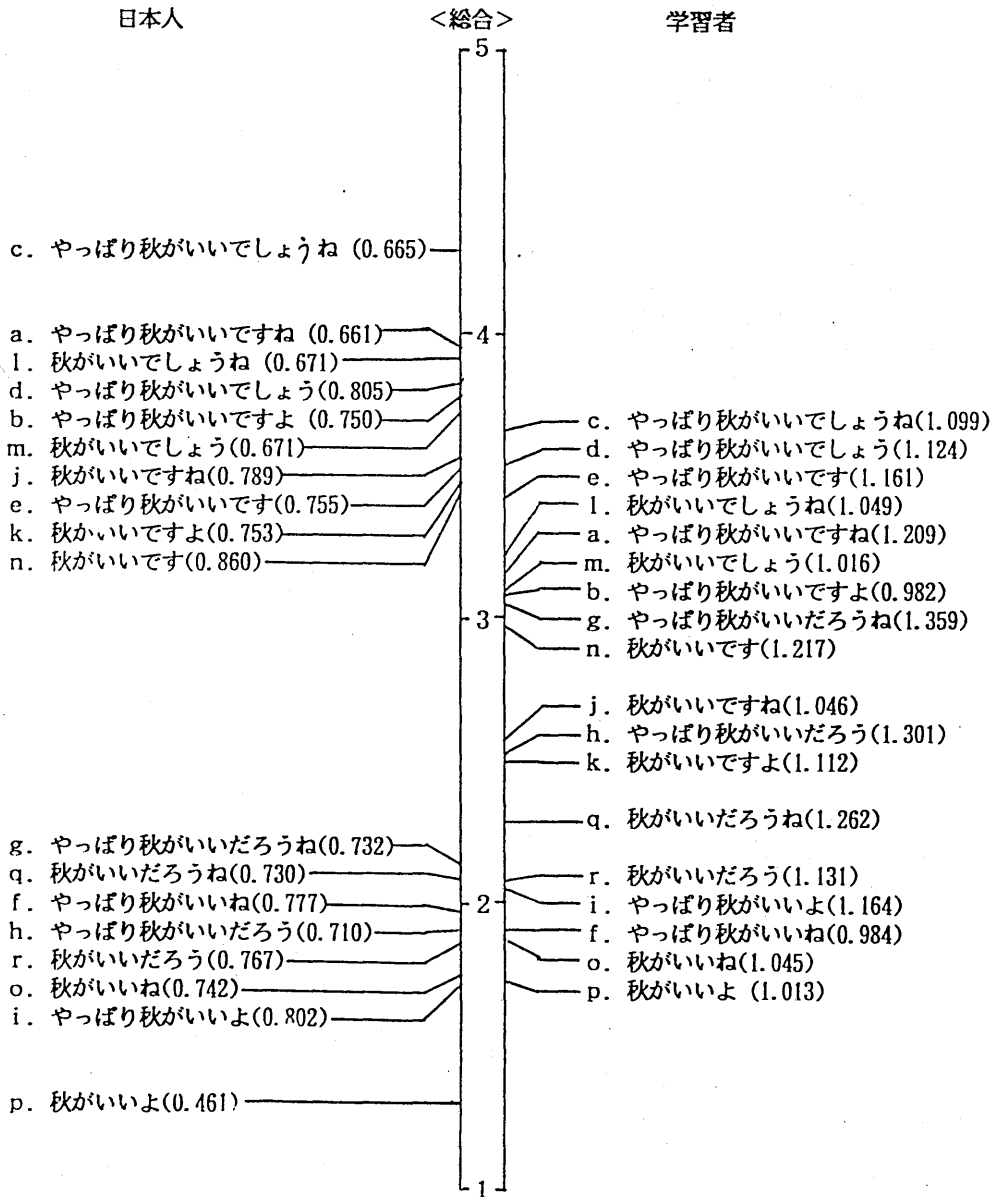 日本人 <総合> 学習者
5
c. やっぱり秋がいいでしょうね (0.665)
a. やっぱり秋がいいですね (0.661)
l. 秋がいいでしょうね (0.671)
d. やっぱり秋がいいでしょう(0.805)
b. やっぱり秋がいいですよ (0.750)
m. 秋がいいでしょう(0.671)
j. 秋がいいですね(0.789)
e. やっぱり秋がいいです(0.755)
k. 秋かいいですよ(0.753)
n. 秋がいいです(0.860)
g. やっぱり秋がいいだろうね(0.732)
q. 秋がいいだろうね(0.730)
f. やっぱり秋がいいね(0.777)
h. やっぱり秋がいいだろう(0.710)
r. 秋がいいだろう(0.767)
o. 秋がいいね(0.742)
i. やっぱり秋がいいよ(0.802)
p. 秋がいいよ(0.461)
4
3
2
1
c. やっぱり秋がいいでしょうね(1.099)
d. やっぱり秋がいいでしょう(1.124)
e. やっぱり秋がいいです(1.161)
l. 秋がいいでしょうね(1.049)
a. やっぱり秋がいいですね(1.209)
m. 秋がいいでしょう(1.016)
b. やっぱり秋がいいですよ(0.982)
g. やっぱり秋がいいだろうね(1.359)
n. 秋がいいです(1.217)
j. 秋がいいですね(1.046)
h. やっぱり秋がいいだろう(1.301)
k. 秋がいいですよ(1.112)
q. 秋がいいだろうね(1.262)
r. 秋がいいだろう(1.131)
i. やっぱり秋がいいよ(1.164)
f. やっぱり秋がいいね(0.984)
o. 秋がいいね(1.045)
p. 秋がいいよ (1.013)